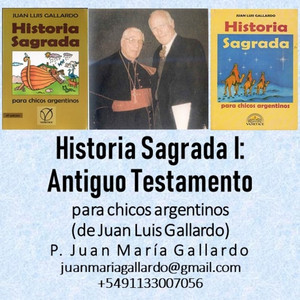 JUAN LUIS GALLARDO
Historia
Sagrada
para chicos argentinos
JUAN LUIS GALLARDO
Historia
Sagrada
para chicos argentinos
Historia Sagrada I:
Antiguo Testamento
para chicos argentinos
(de Juan Luis Gallardo)
P. Juan María Gallardo
juanmariagallardo@gmail.com
+5491133007056